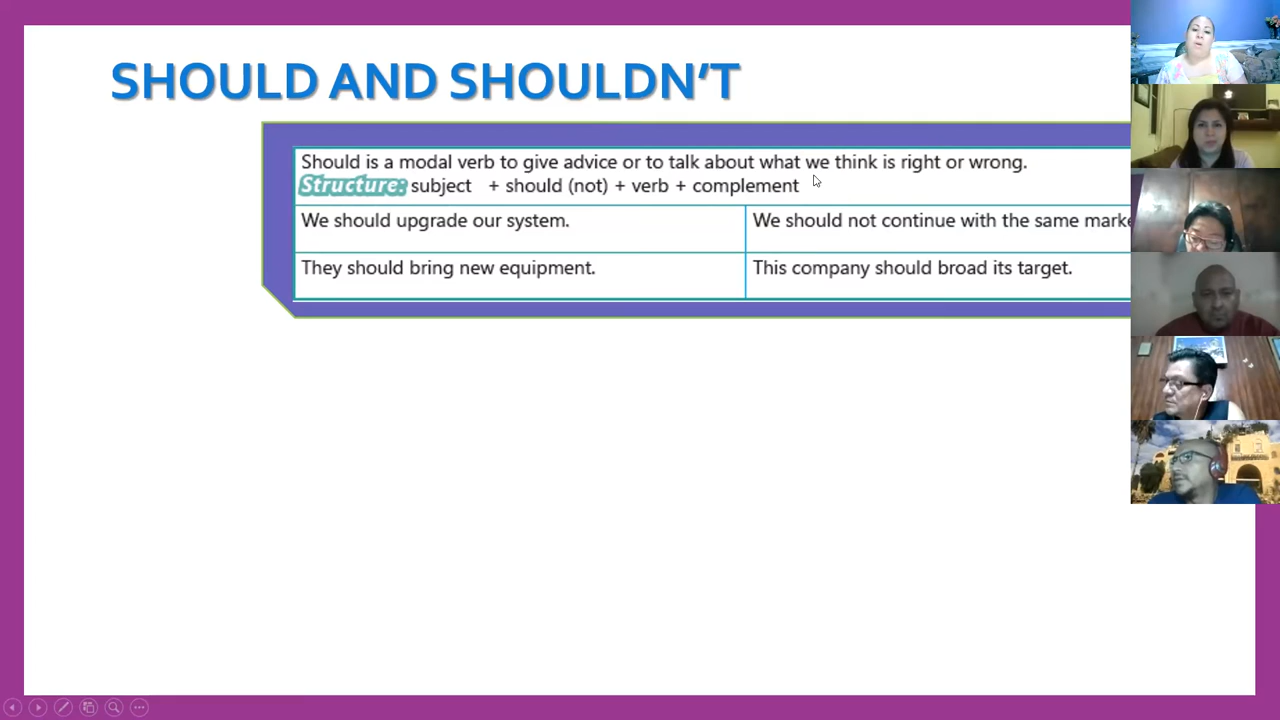 SHOULD AND SHOULDN'T
Should is a modal verb to give advice or to talk about what we think is right or wrong.
Structure: subject + should (not) + verb + complement
We should upgrade our system.
We should not continue with the same
They should bring new equipment.
This company should broad its target.